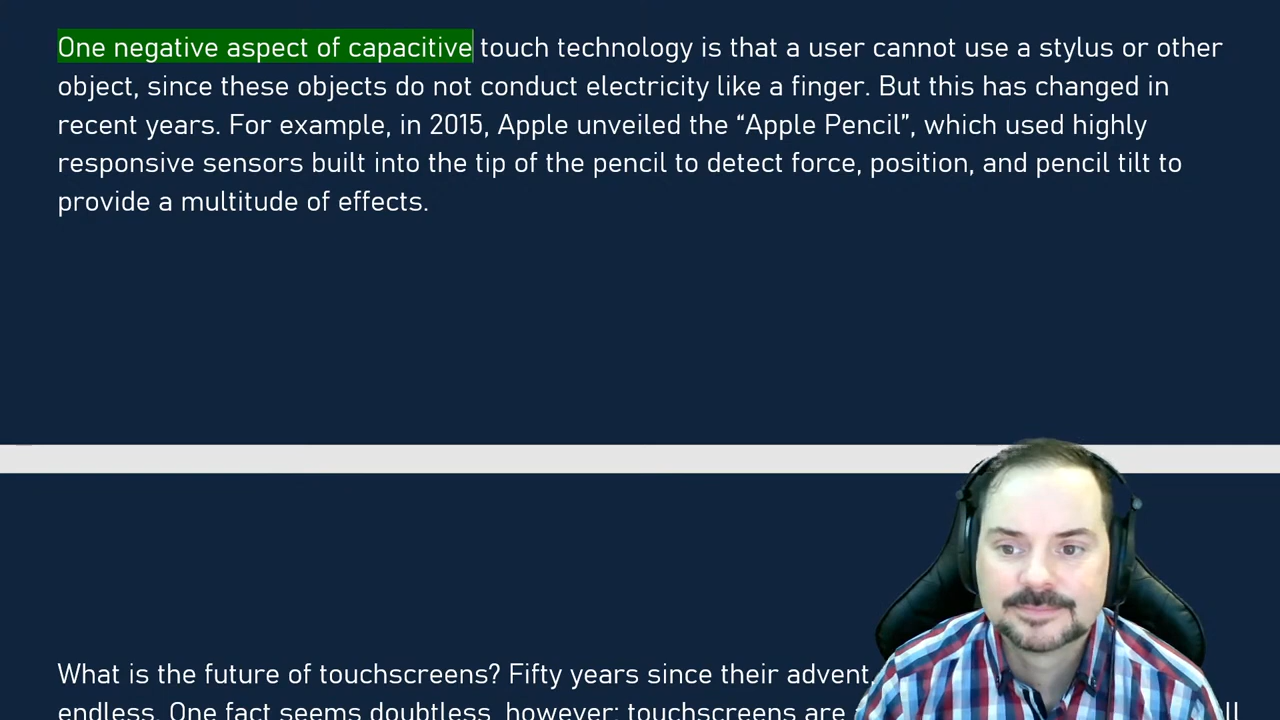 One negative aspect of capacitive touch technology is that a user cannot use a stylus or other
object, since these objects do not conduct electricity like a finger. But this has changed in
recent years. For example, in 2015, Apple unveiled the “Apple Pencil”, which used highly
responsive sensors built into the tip of the pencil to detect force, position, and pencil tilt to
provide a multitude of effects.
What is the future of touchscreens? Fifty years since their advent,
endless. One fact seems doubtless, however: touchscreens are